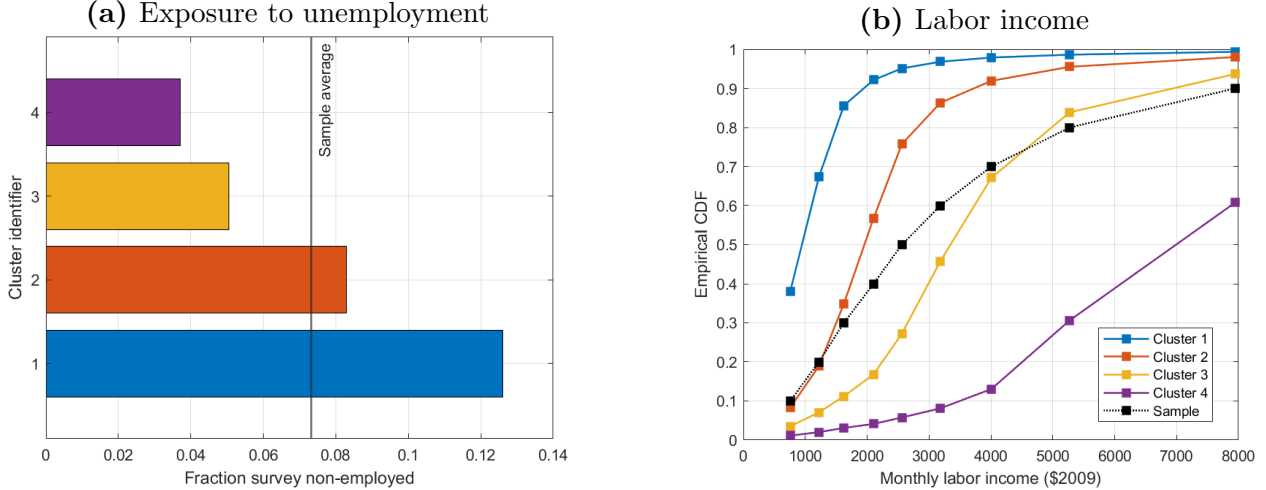 (a) Exposure to unemployment
Sample average
Cluster identifier
4
3
2
1
0
0.02
0.04
0.06
0.08
0.1
0.12
0.14
Fraction survey non-employed
(b) Labor income
Empirical CDF
1
0.9
0.8
0.7
0.6
0.5
0.4
0.3
0.2
0.1
0
Cluster 1
Cluster 2
Cluster 3
Cluster 4
Sample
1000
2000
3000
4000
5000
6000
7000
8000
Monthly labor income ($2009)